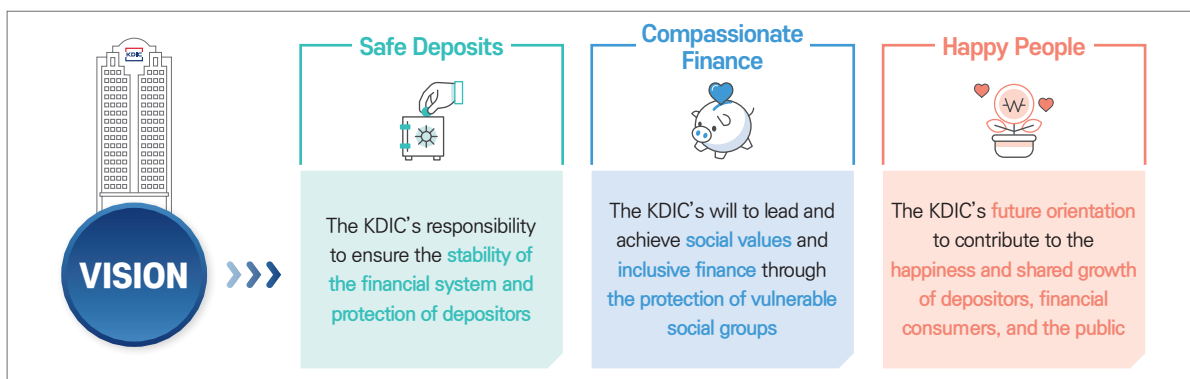 KDIC
VISION
Safe Deposits
The KDIC's responsibility
to ensure the stability of
the financial system and
protection of depositors
Compassionate
Finance
The KDIC's will to lead and
achieve social values and
inclusive finance through
the protection of vulnerable
social groups
Happy People
₩
The KDIC's future orientation
to contribute to the
happiness and shared growth
of depositors, financial
consumers, and the public